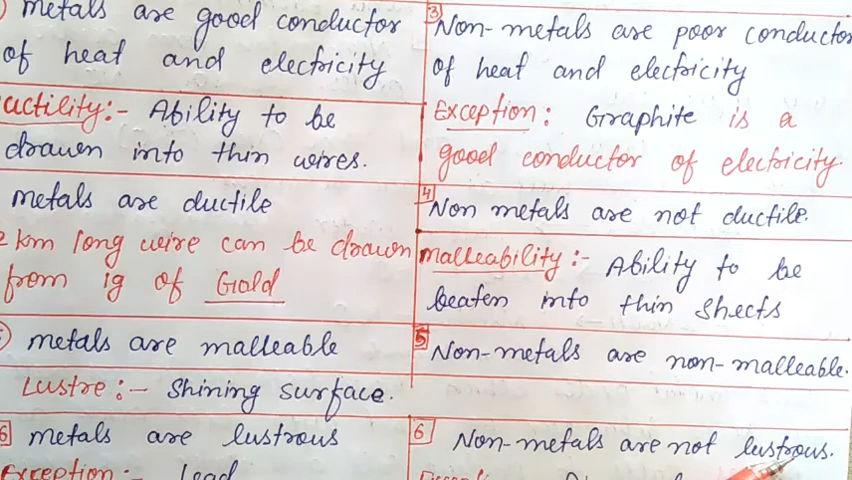 metals are good conductor
of heat and electricity
actility:- Ability to be
drawn into thin wires.
metals are ductile
2 km long wire can be drawn
from 1g of Gold
metals are malleable
Lustre:- Shining surface.
6 metals are lustrous
Exception:- Lead
3 Non-metals are poor conductor
of heat and electricity
Exception: Graphite is a
good conductor of electricity.
4 Non metals are not ductile.
malleability:- Ability to be
beaten into thin Sheets
5 Non-metals are non-malleable.
6 Non-metals are not lustrous.